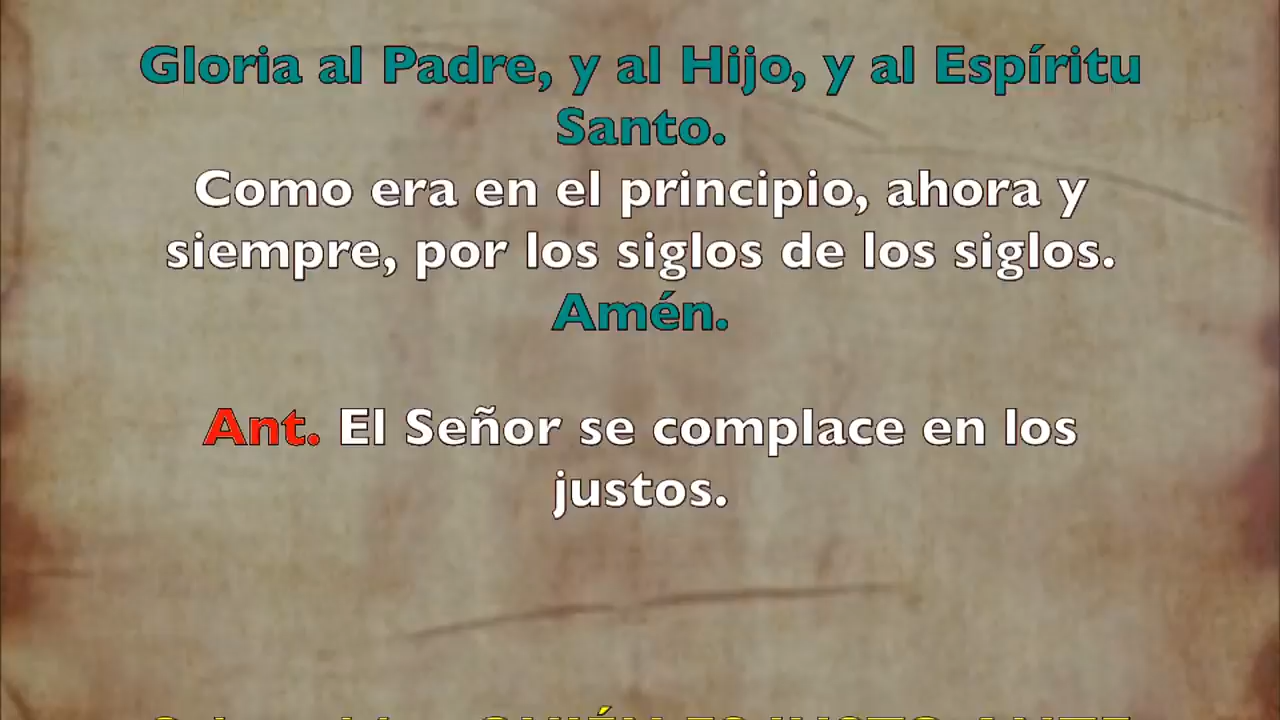 Gloria al Padre, y al Hijo, y al Espíritu
Santo.
Como era en el principio, ahora y
siempre, por los siglos de los siglos.
Amén.
Ant. El Señor se complace en los
justos.